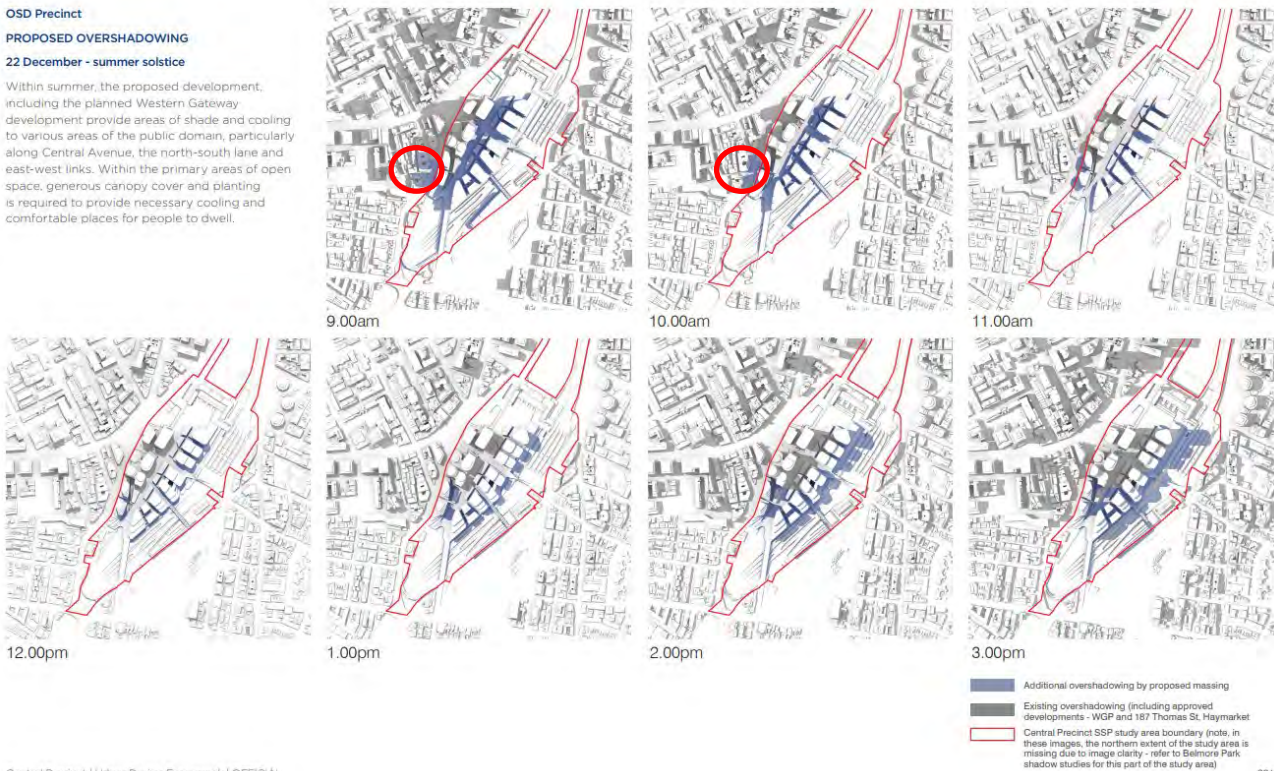 OSD Precinct
PROPOSED OVERSHADOWING
22 December - summer solstice
Within summer, the proposed development,
including the planned Western Gateway
development provide areas of shade and cooling
to various areas of the public domain, particularly
along Central Avenue, the north-south lane and
east-west links. Within the primary areas of open
space, generous canopy cover and planting
is required to provide necessary cooling and
comfortable places for people to dwell.
9.00am
10.00am
11.00am
12.00pm
1.00pm
2.00pm
3.00pm
Additional overshadowing by proposed massing
Existing overshadowing (including approved
developments - WGP and 187 Thomas St, Haymarket
Central Precinct SSP study area boundary (note, in
these images, the northern extent of the study area is
missing due to image clarity - refer to Belmore Park
shadow studies for this part of the study area)